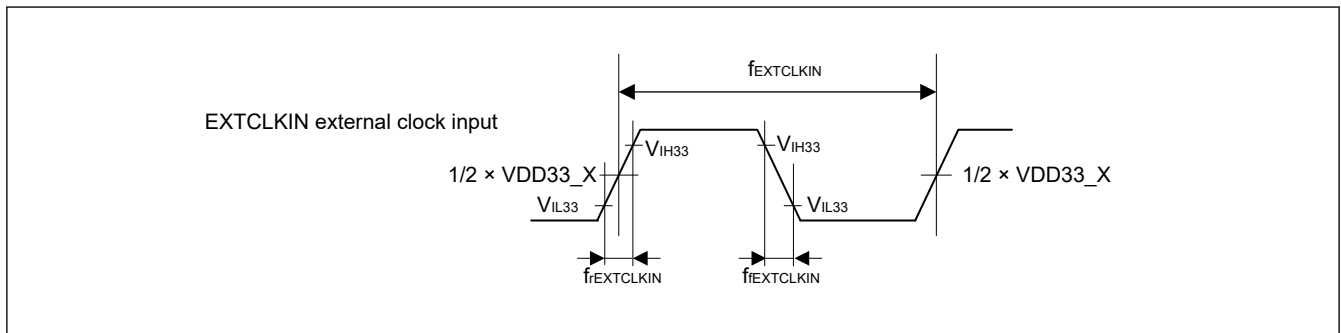 fEXTCLKIN
EXTCLKIN external clock input
VIH33
VIH33
1/2 × VDD33_X
1/2 × VDD33_X
VIL33
VIL33
frEXTCLKIN
ffEXTCLKIN